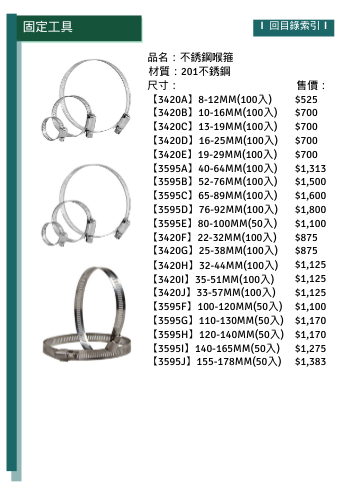 固定工具
| 回目錄索引 |
品名：不銹鋼喉箍
材質：201不銹鋼
尺寸： 售價：
【3420A】8-12MM(100入) $525
【3420B】10-16MM(100入) $700
【3420C】13-19MM(100入) $700
【3420D】16-25MM(100入) $700
【3420E】19-29MM(100入) $700
【3595A】40-64MM(100入) $1,313
【3595B】52-76MM(100入) $1,500
【3595C】65-89MM(100入) $1,600
【3595D】76-92MM(100入) $1,800
【3595E】80-100MM(50入) $1,100
【3420F】22-32MM(100入) $875
【3420G】25-38MM(100入) $875
【3420H】32-44MM(100入) $1,125
【3420I】35-51MM(100入) $1,125
【3420J】33-57MM(100入) $1,125
【3595F】100-120MM(50入) $1,100
【3595G】110-130MM(50入) $1,170
【3595H】120-140MM(50入) $1,170
【3595I】140-165MM(50入) $1,275
【3595J】155-178MM(50入) $1,383